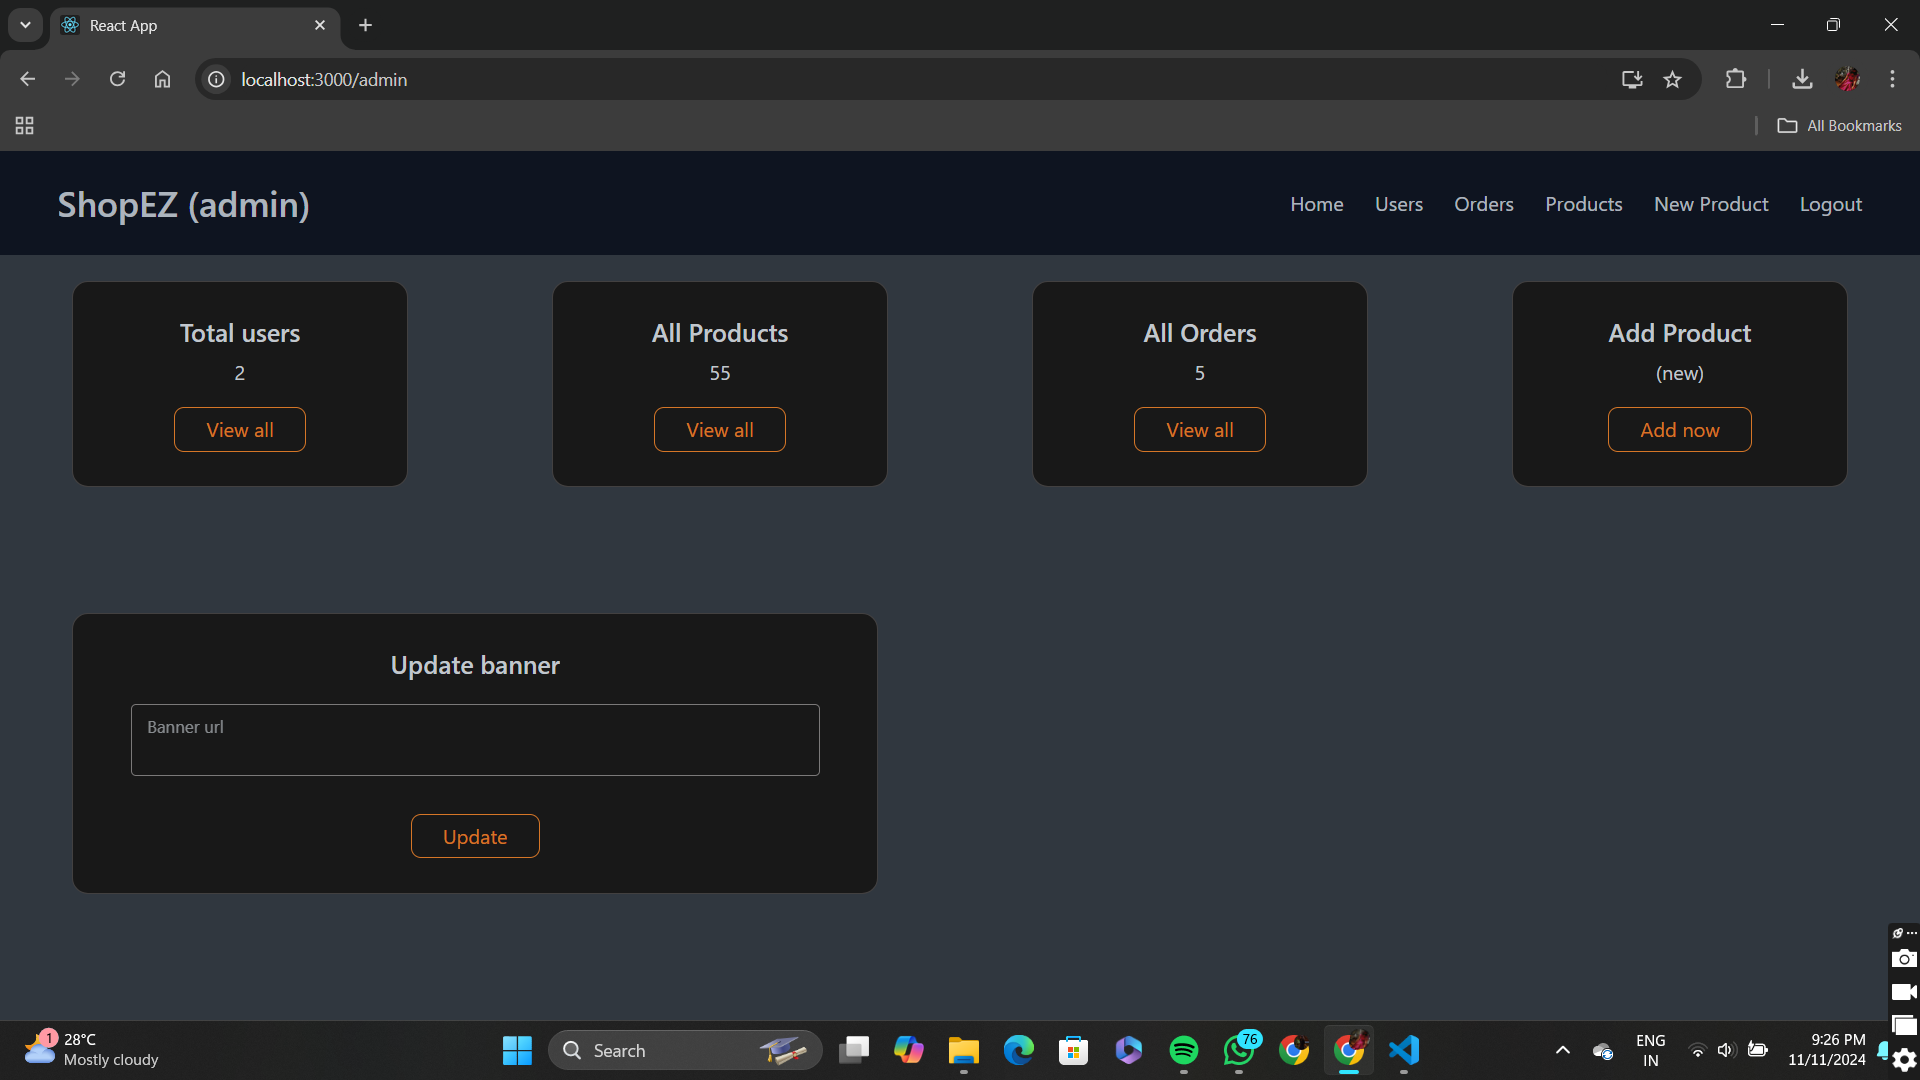 React App
localhost:3000/admin
All Bookmarks
ShopEZ (admin)
Home Users Orders Products New Product Logout
Total users
2
View all
All Products
55
View all
All Orders
5
View all
Add Product
(new)
Add now
Update banner
Banner url
Update
1
28°C
Mostly cloudy
Search
76
ENG
IN
9:26 PM
11/11/2024